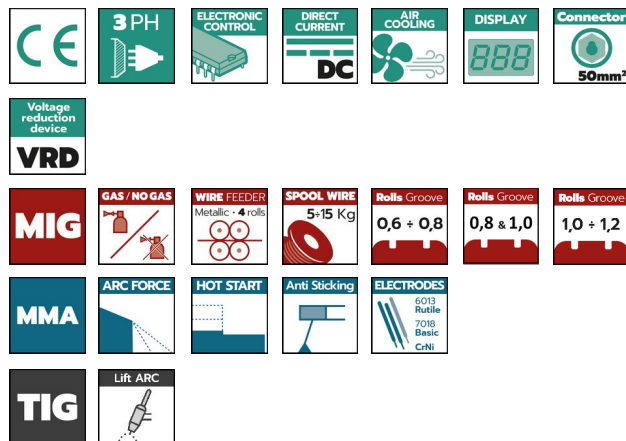 CE
3 PH
ELECTRONIC
CONTROL
DIRECT
CURRENT
DC
AIR
COOLING
DISPLAY
888
Connector
50mm²
Voltage
reduction
device
VRD
MIG
GAS / NO GAS
WIRE FEEDER
Metallic · 4 rolls
SPOOL WIRE
5÷15 Kg
Rolls Groove
0,6 ÷ 0,8
Rolls Groove
0,8 & 1,0
Rolls Groove
1,0 ÷ 1,2
MMA
ARC FORCE
HOT START
Anti Sticking
ELECTRODES
6013
Rutile
7018
Basic
CrNi
TIG
Lift ARC